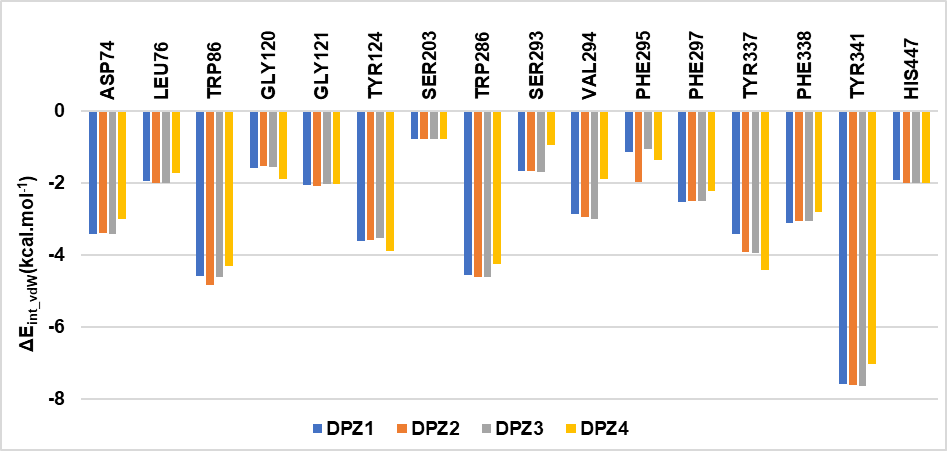 ASP74
LEU76
TRP86
GLY120
GLY121
TYR124
SER203
TRP286
SER293
VAL294
PHE295
PHE297
TYR337
PHE338
TYR341
HIS447
0
-2
-4
-6
-8
ΔEint_vdW(kcal.mol-1)
DPZ1 DPZ2 DPZ3 DPZ4